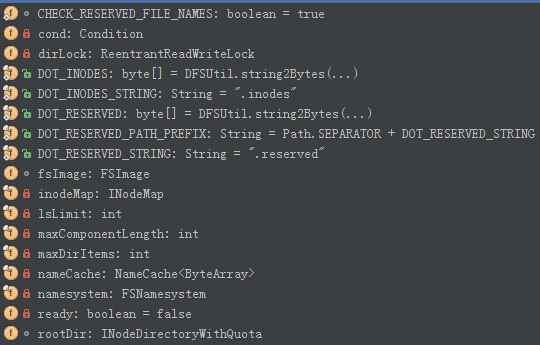 CHECK_RESERVED_FILE_NAMES: boolean = true
cond: Condition
dirLock: ReentrantReadWriteLock
DOT_INODES: byte[] = DFSUtil.string2Bytes(...)
DOT_INODES_STRING: String = ".inodes"
DOT_RESERVED: byte[] = DFSUtil.string2Bytes(...)
DOT_RESERVED_PATH_PREFIX: String = Path.SEPARATOR + DOT_RESERVED_STRING
DOT_RESERVED_STRING: String = ".reserved"
fsImage: FSImage
inodeMap: INodeMap
lsLimit: int
maxComponentLength: int
maxDirItems: int
nameCache: NameCache<ByteArray>
namesystem: FSNamesystem
ready: boolean = false
rootDir: INodeDirectoryWithQuota